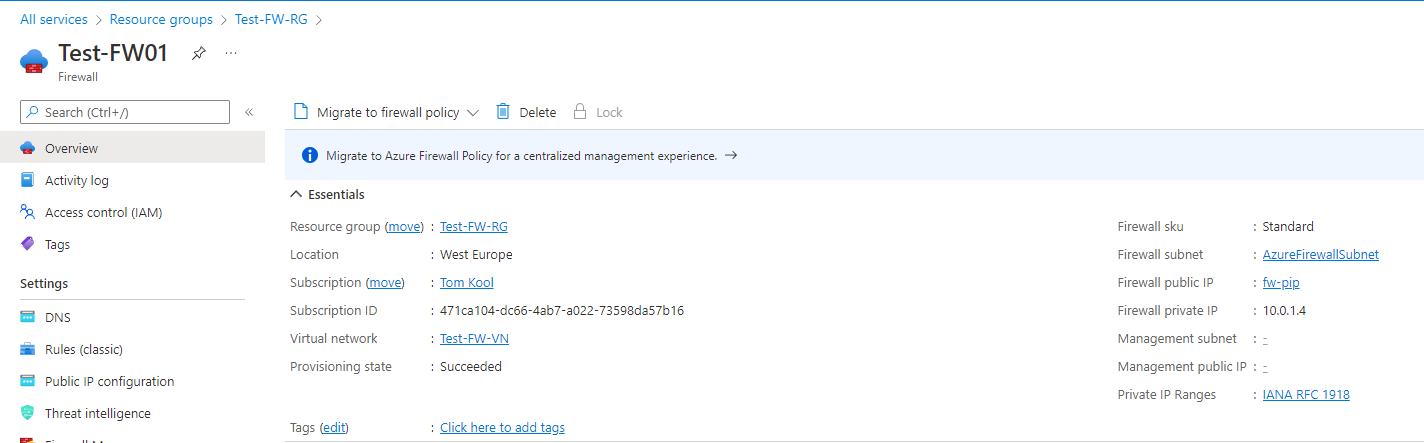 All services > Resource groups > Test-FW-RG >
Test-FW01
Firewall
Search (Ctrl+/)
Overview
Activity log
Access control (IAM)
Tags
Settings
DNS
Rules (classic)
Public IP configuration
Threat intelligence
Migrate to firewall policy Delete Lock
Migrate to Azure Firewall Policy for a centralized management experience. →
Essentials
Resource group (move) : Test-FW-RG
Location : West Europe
Subscription (move) : Tom Kool
Subscription ID : 471ca104-dc66-4ab7-a022-73598da57b16
Virtual network : Test-FW-VN
Provisioning state : Succeeded
Tags (edit) : Click here to add tags
Firewall sku : Standard
Firewall subnet : AzureFirewallSubnet
Firewall public IP : fw-pip
Firewall private IP : 10.0.1.4
Management subnet : -
Management public IP : -
Private IP Ranges : IANA RFC 1918